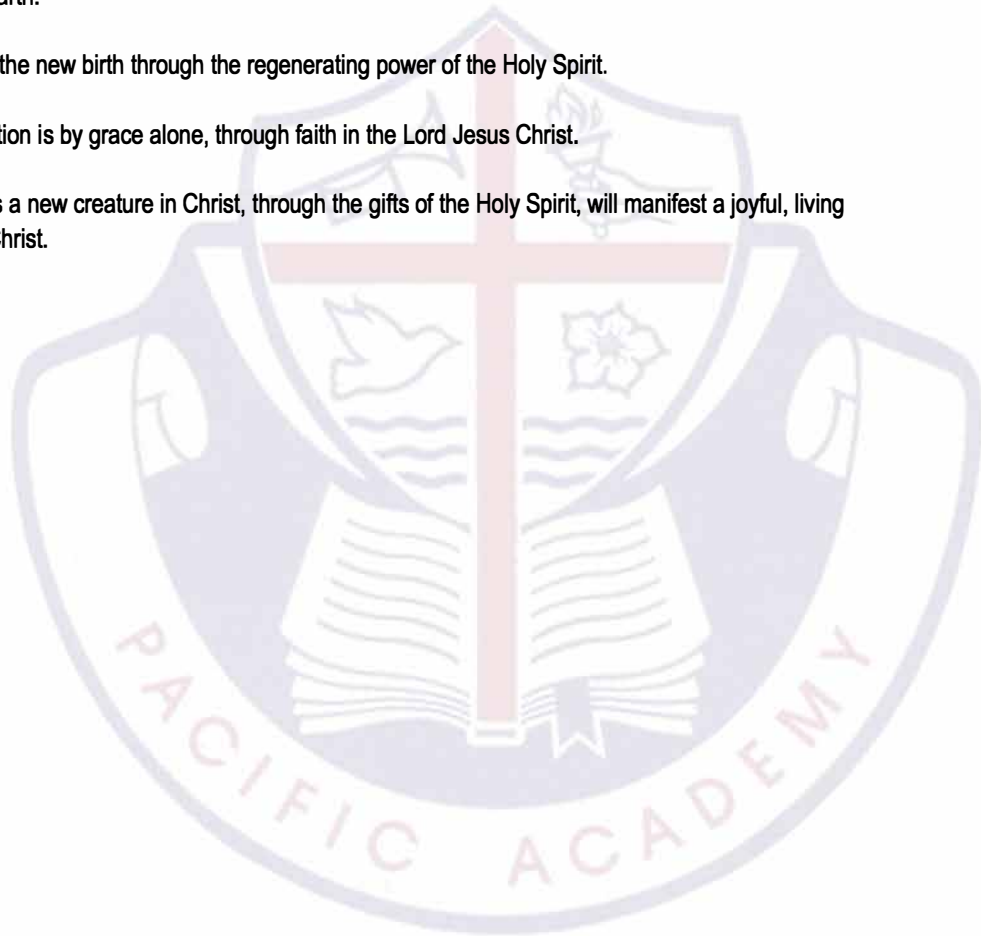 the new birth through the regenerating power of the Holy Spirit.
tion is by grace alone, through faith in the Lord Jesus Christ.
s a new creature in Christ, through the gifts of the Holy Spirit, will manifest a joyful, living
Christ.
PACIFIC ACADEMY